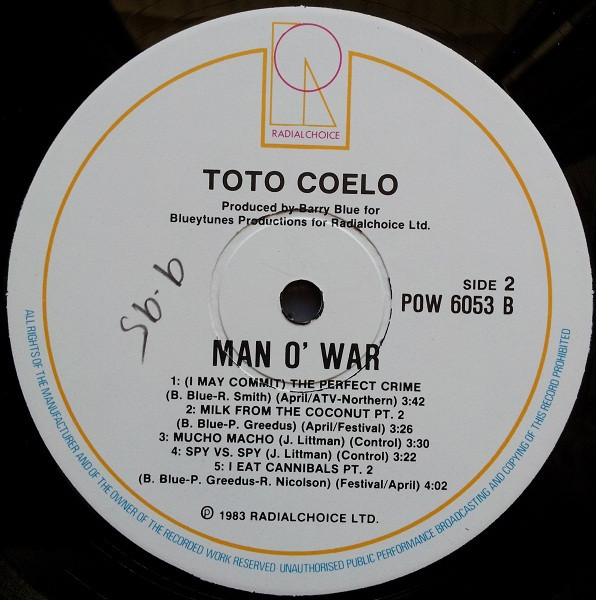 RADIALCHOICE
TOTO COELO
Produced by Barry Blue for
Blueytunes Productions for Radialchoice Ltd.
SIDE 2
POW 6053 B
MAN O' WAR
1: (I MAY COMMIT) THE PERFECT CRIME
(B. Blue-R. Smith) (April/ATV-Northern) 3:42
2: MILK FROM THE COCONUT PT. 2
(B. Blue-P. Greedus) (April/Festival) 3:26
3: MUCHO MACHO (J. Littman) (Control) 3:30
4: SPY VS. SPY (J. Littman) (Control) 3:22
5: I EAT CANNIBALS PT. 2
(B. Blue-P. Greedus-R. Nicolson) (Festival/April) 4:02
℗ 1983 RADIALCHOICE LTD.
ALL RIGHTS OF THE MANUFACTURER AND OF THE OWNER OF THE RECORDED WORK RESERVED UNAUTHORISED PUBLIC PERFORMANCE BROADCASTING AND COPYING OF THIS RECORD PROHIBITED